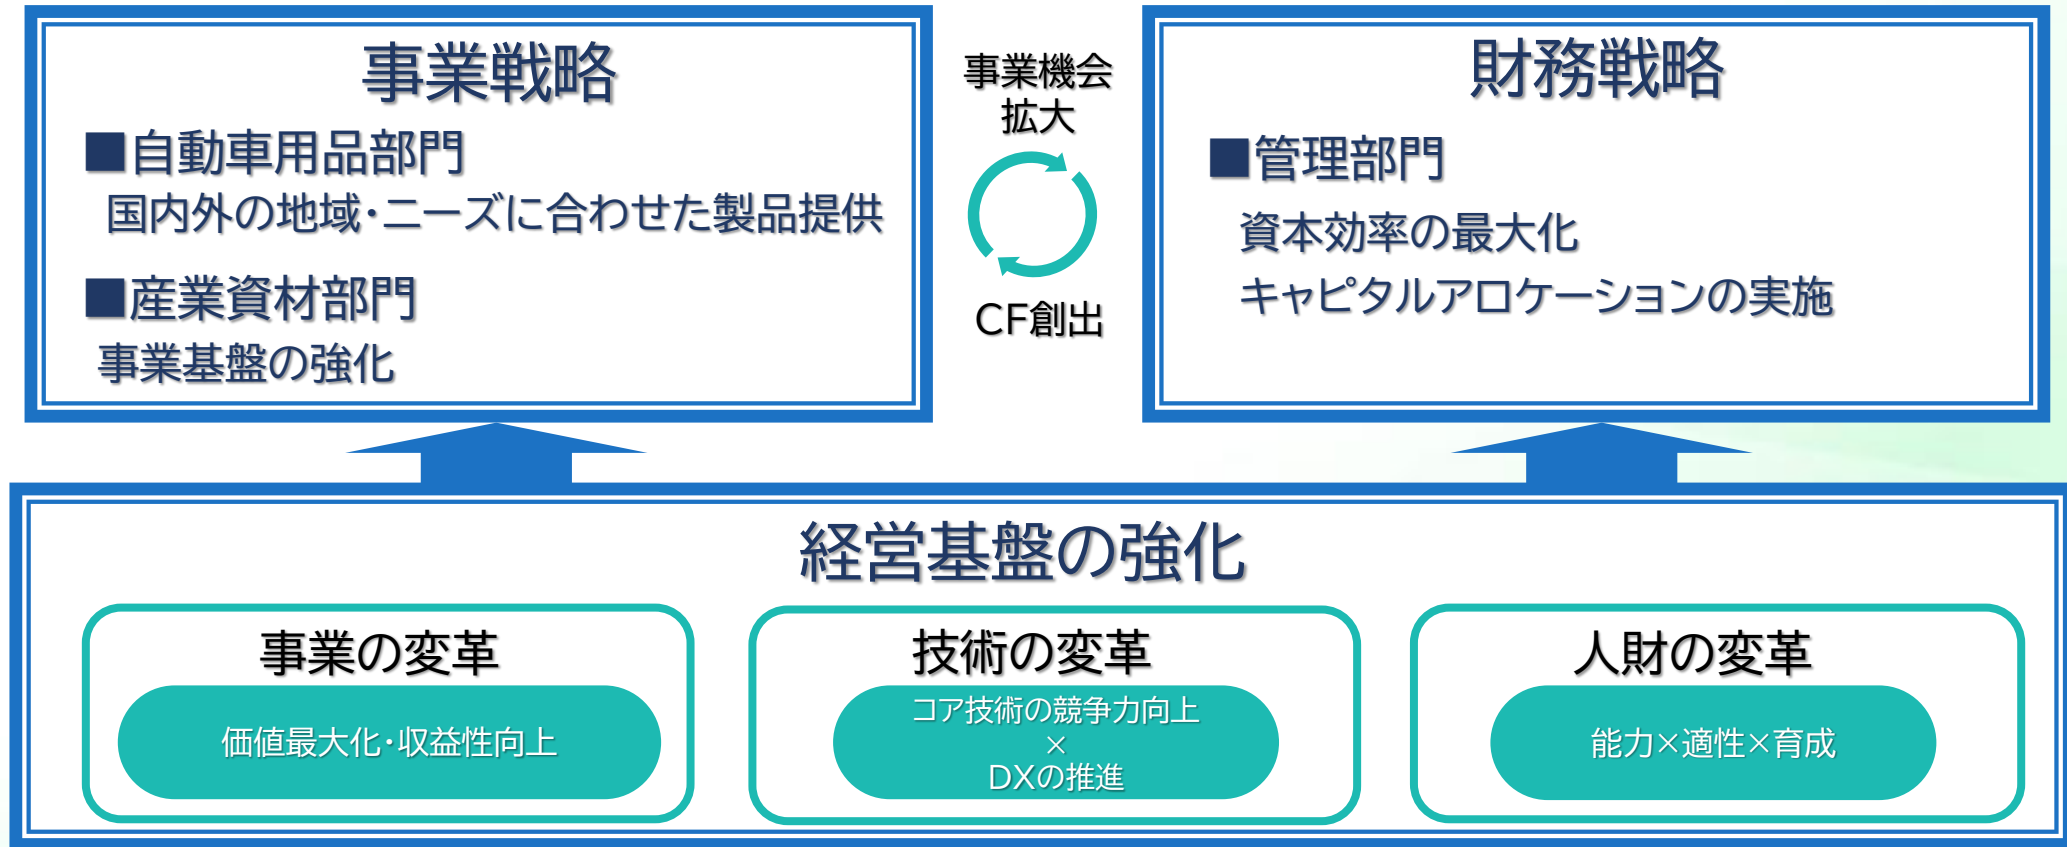 事業戦略
■自動車用品部門
国内外の地域・ニーズに合わせた製品提供
■産業資材部門
事業基盤の強化
事業機会
拡大
CF創出
財務戦略
■管理部門
資本効率の最大化
キャピタルアロケーションの実施
経営基盤の強化
事業の変革
価値最大化・収益性向上
技術の変革
コア技術の競争力向上
×
DXの推進
人財の変革
能力×適性×育成